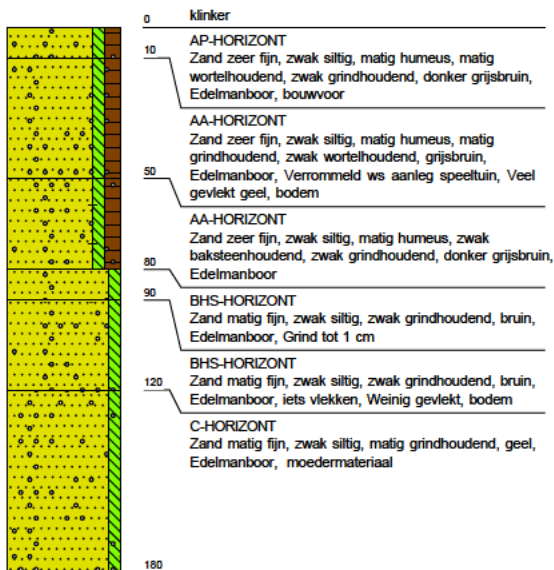 0 klinker
AP-HORIZONT
10 Zand zeer fijn, zwak siltig, matig humeus, matig
wortelhoudend, zwak grindhoudend, donker grijsbruin,
Edelmanboor, bouwvoor
AA-HORIZONT
Zand zeer fijn, zwak siltig, matig humeus, matig
grindhoudend, zwak wortelhoudend, grijsbruin,
50 Edelmanboor, Verrommeld ws aanleg speeltuin, Veel
gevlekt geel, bodem
AA-HORIZONT
Zand zeer fijn, zwak siltig, matig humeus, zwak
baksteenhoudend, zwak grindhoudend, donker grijsbruin,
80 Edelmanboor
90 BHS-HORIZONT
Zand matig fijn, zwak siltig, zwak grindhoudend, bruin,
Edelmanboor, Grind tot 1 cm
BHS-HORIZONT
120 Zand matig fijn, zwak siltig, zwak grindhoudend, bruin,
Edelmanboor, iets vlekken, Weinig gevlekt, bodem
C-HORIZONT
Zand matig fijn, zwak siltig, matig grindhoudend, geel,
Edelmanboor, moedermateriaal
180